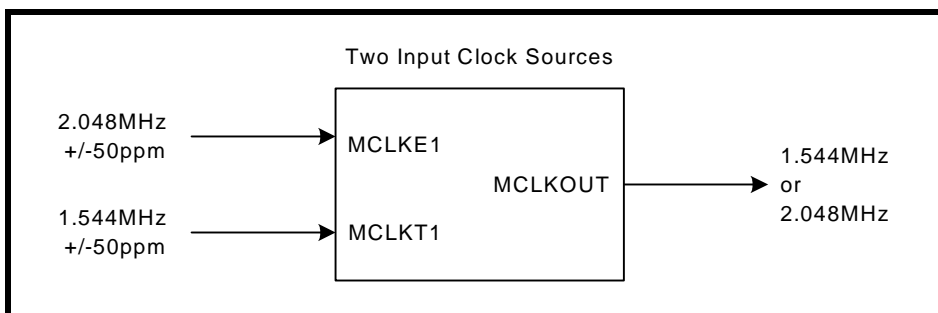 Two Input Clock Sources
2.048MHz
+/-50ppm
MCLKE1
MCLKOUT
1.544MHz
or
2.048MHz
1.544MHz
+/-50ppm
MCLKT1